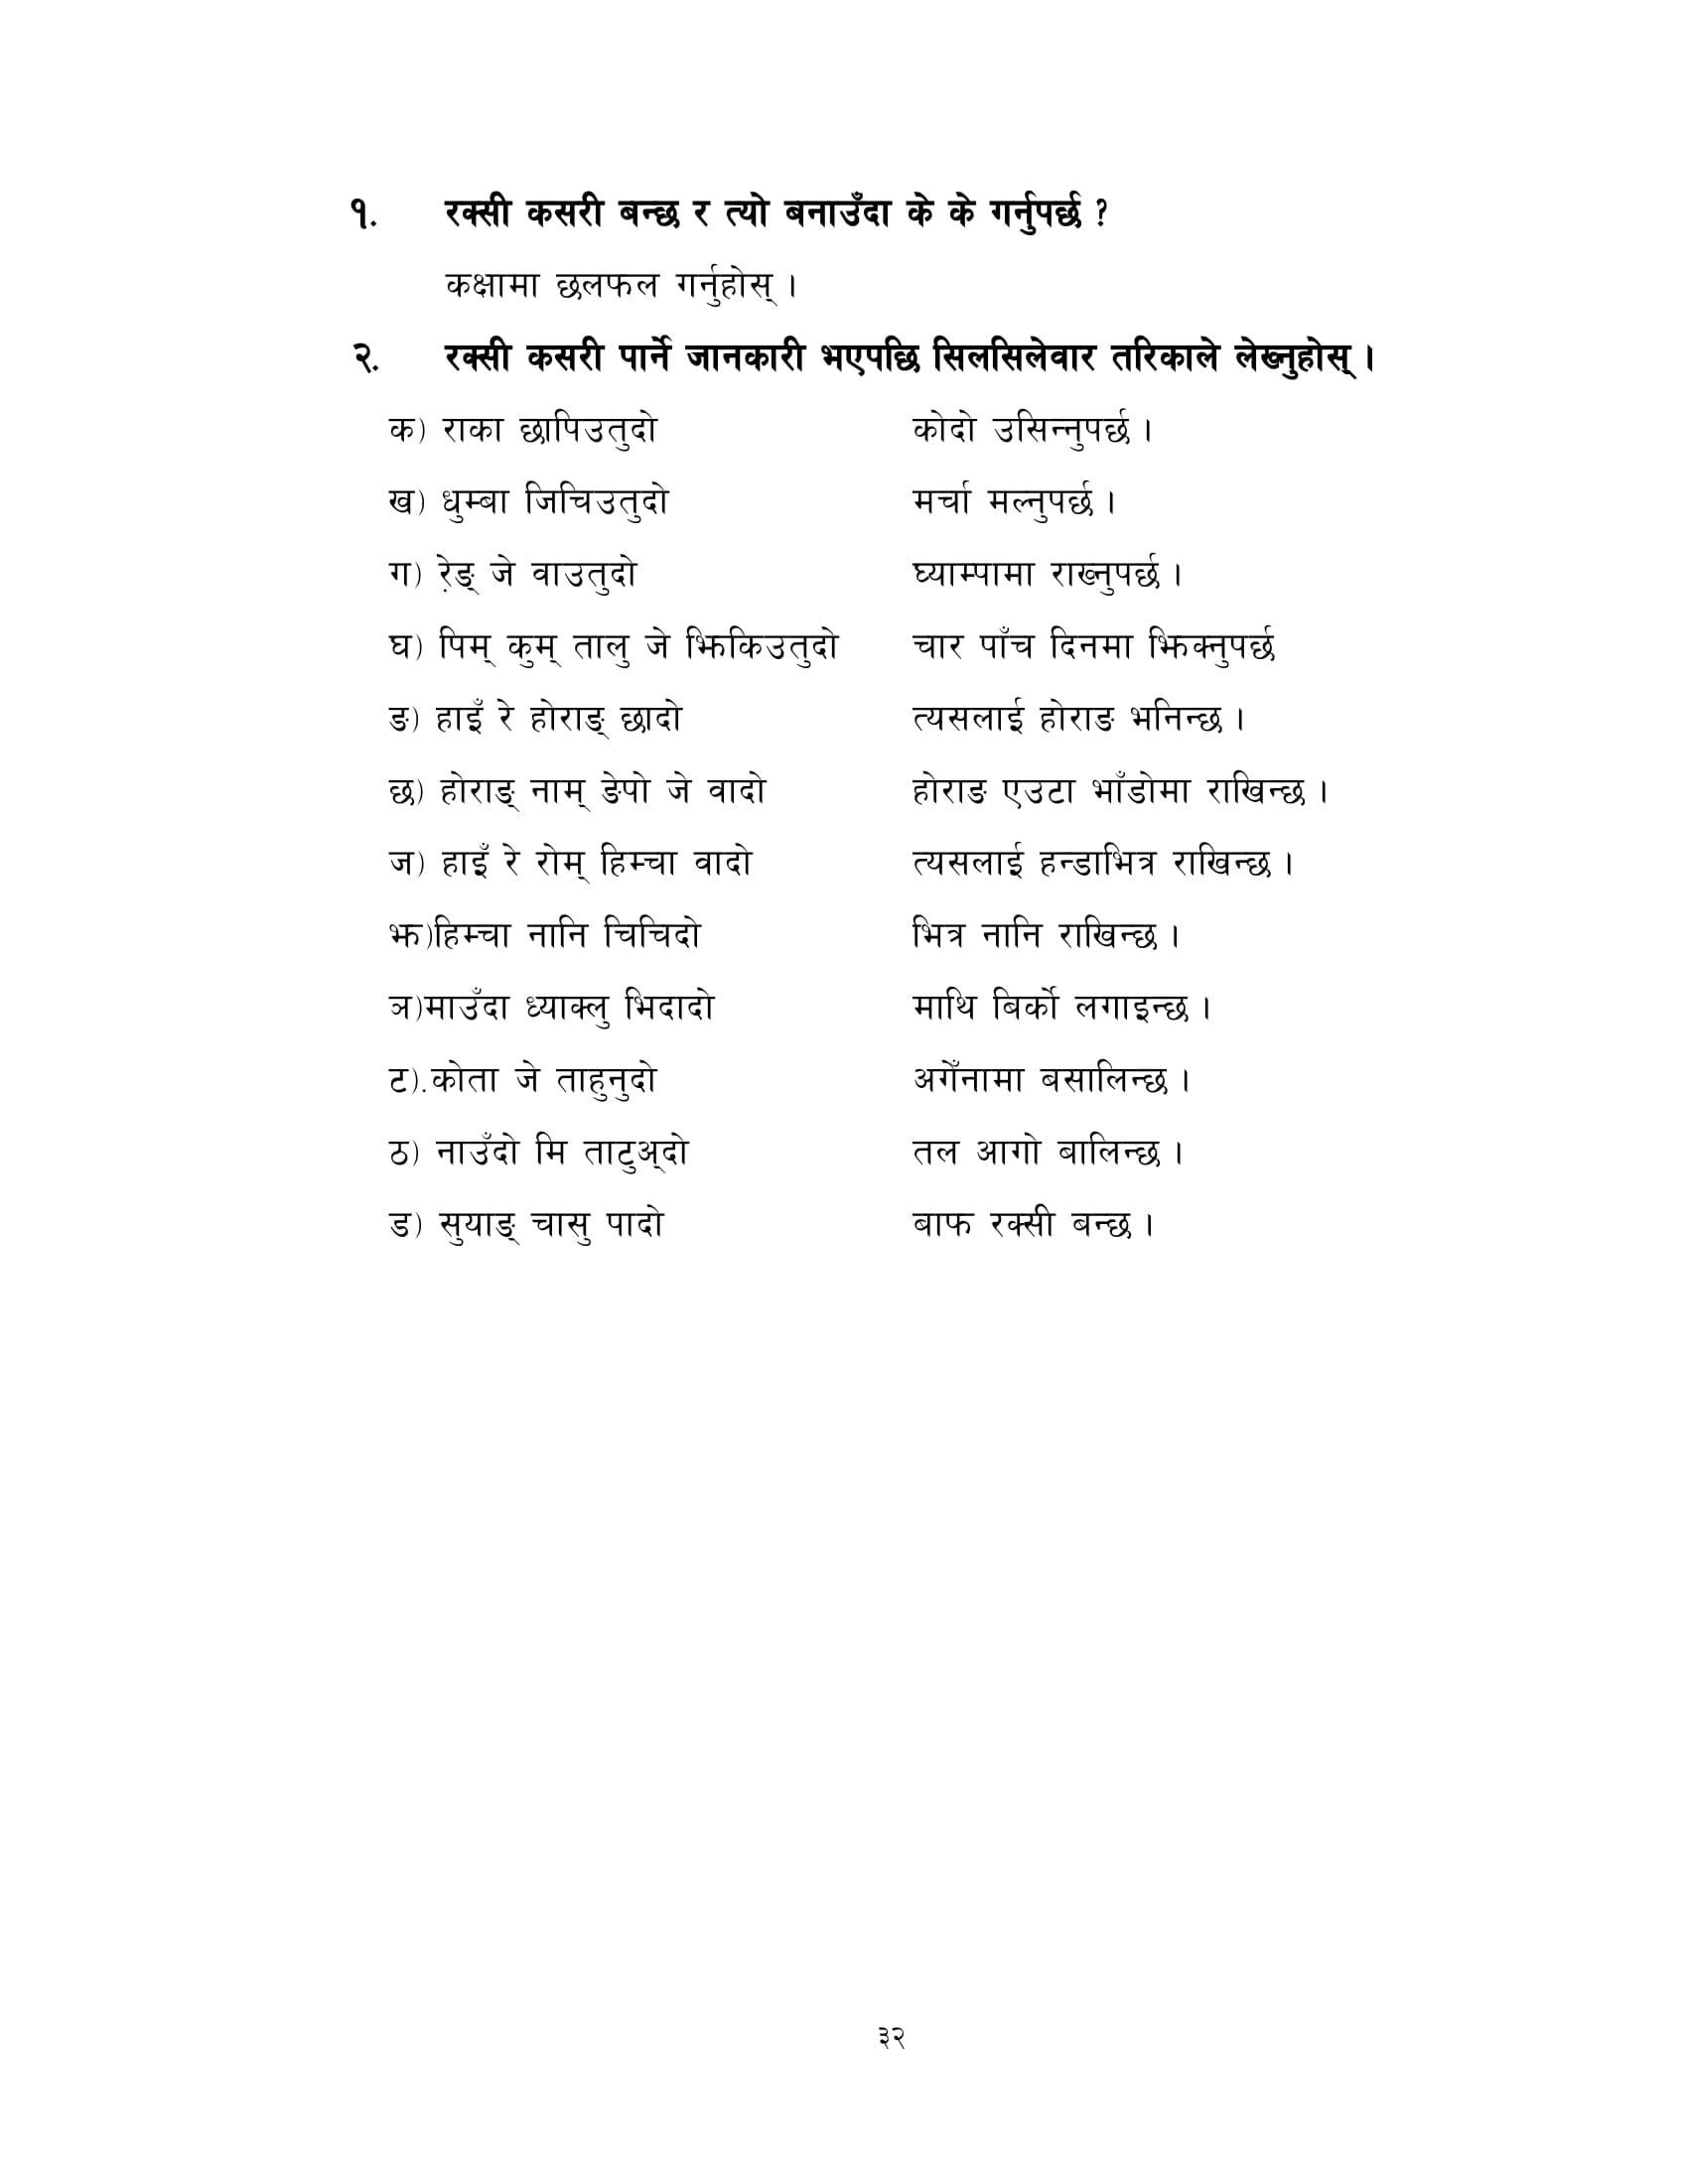 १. रक्सी कसरी बन्छ र त्यो बनाउँदा के के गर्नुपर्छ ?
कक्षामा छलफल गर्नुहोस् ।
२. रक्सी कसरी पार्ने जानकारी भएपछि सिलसिलेवार तरिकाले लेख्नुहोस् ।
क) राका छापिउतुदो कोदो उसिन्नुपर्छ ।
ख) धुम्बा जिचिउतुदो मर्चा मल्नुपर्छ ।
ग) रे़ङ् जे वाउतुदो घ्याम्पामा राख्नुपर्छ ।
घ) पिम् कुम् तालु जे झिकिउतुदो चार पाँच दिनमा झिक्नुपर्छ
ङ) हाइँ रे होराङ् छादो त्यसलाई होराङ भनिन्छ ।
छ) होराङ् नाम् ङेपो जे वादो होराङ एउटा भाँडोमा राखिन्छ ।
ज) हाइँ रे रोम् हिम्चा वादो त्यसलाई हन्डाभित्र राखिन्छ ।
झ)हिम्चा नानि चिचिदो भित्र नानि राखिन्छ ।
ञ)माउँदा ध्याक्लु भिदादो माथि बिर्को लगाइन्छ ।
ट).कोता जे ताहुनुदो अगेँनामा बसालिन्छ ।
ठ) नाउँदो मि ताटुअ्दो तल आगो बालिन्छ ।
ड) सुयाङ् चासु पादो बाफ रक्सी बन्छ ।
३२